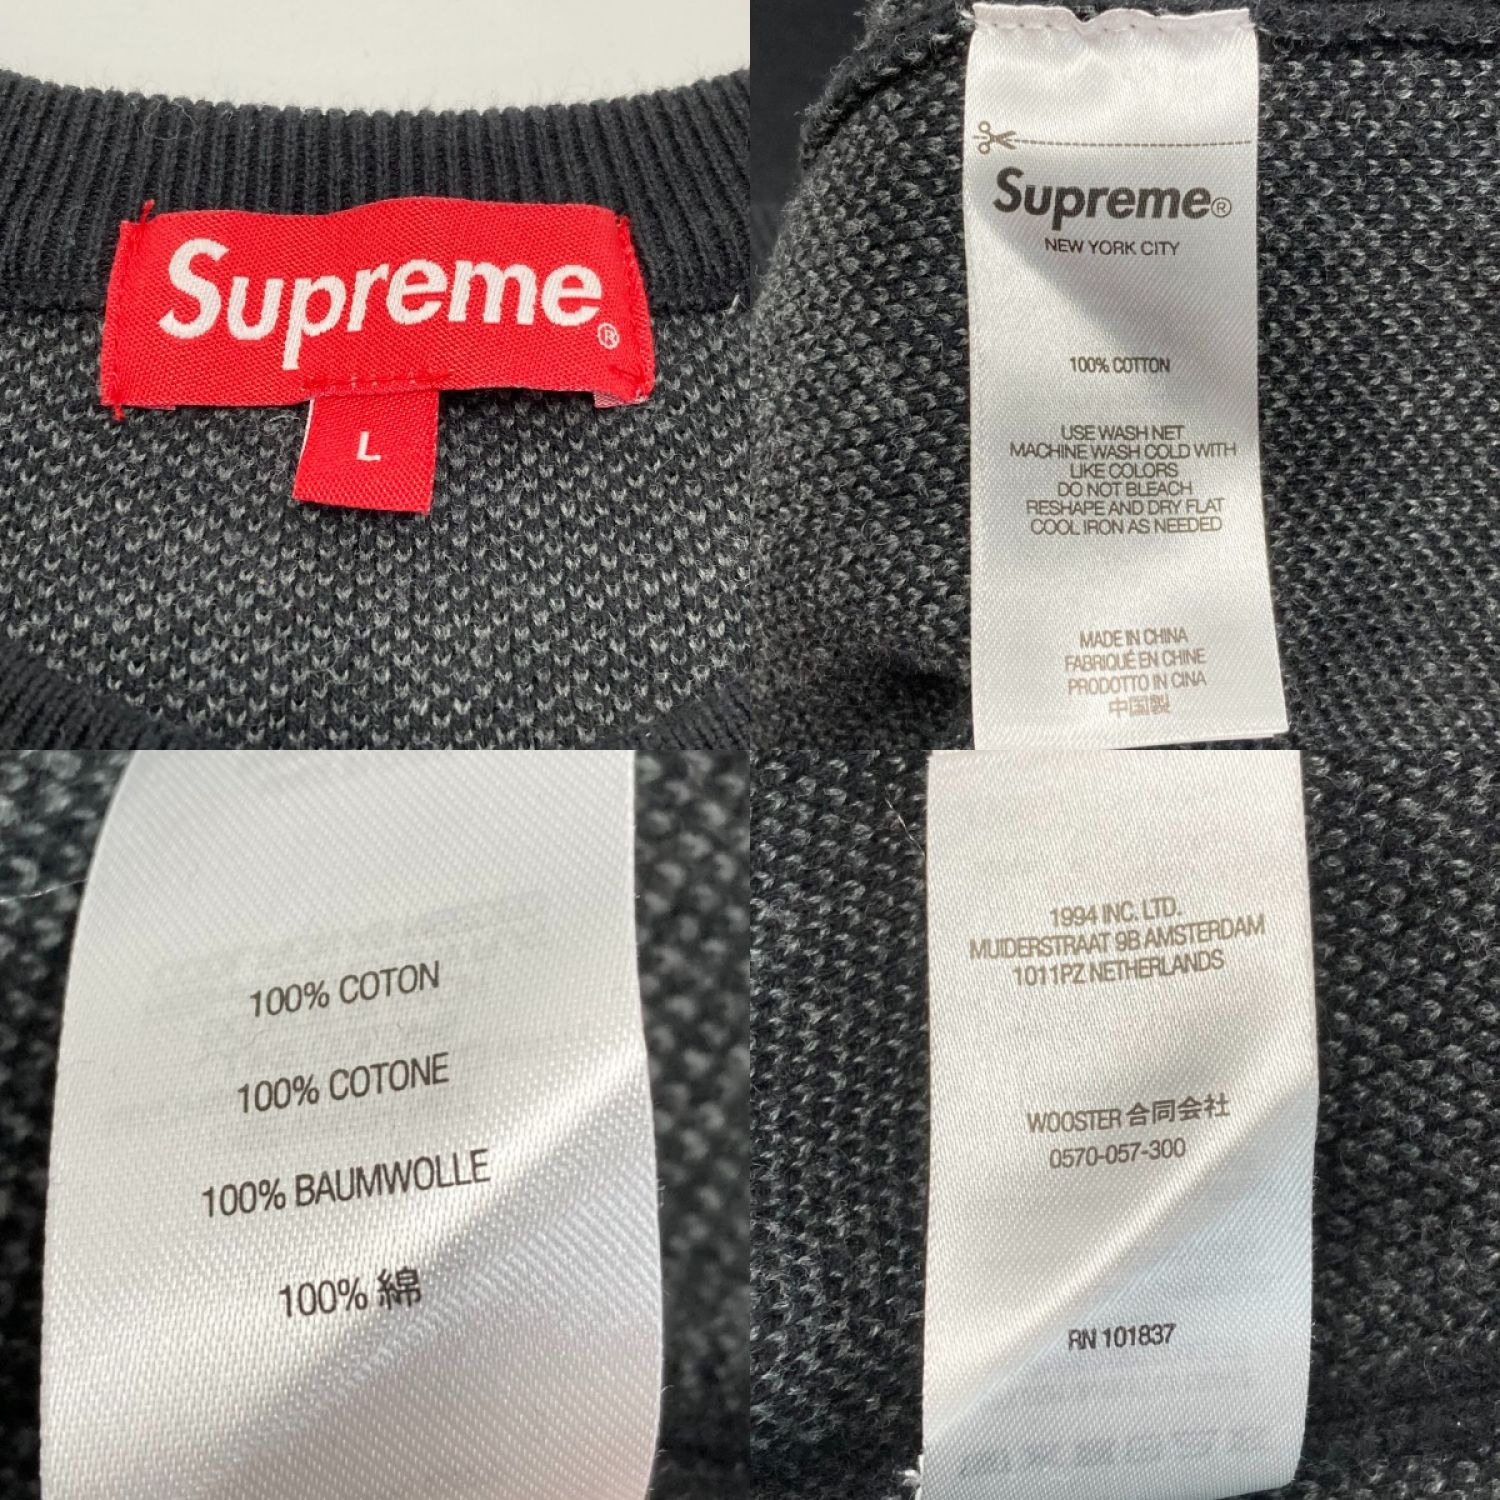 Supreme®
L
Supreme®
NEW YORK CITY
100% COTTON
USE WASH NET
MACHINE WASH COLD WITH
LIKE COLORS
DO NOT BLEACH
RESHAPE AND DRY FLAT
COOL IRON AS NEEDED
MADE IN CHINA
FABRIQUÉ EN CHINE
PRODOTTO IN CINA
中国製
100% COTON
100% COTONE
100% BAUMWOLLE
100% 綿
1994 INC. LTD.
MUIDERSTRAAT 9B AMSTERDAM
1011PZ NETHERLANDS
WOOSTER 合同会社
0570-057-300
RN 101837